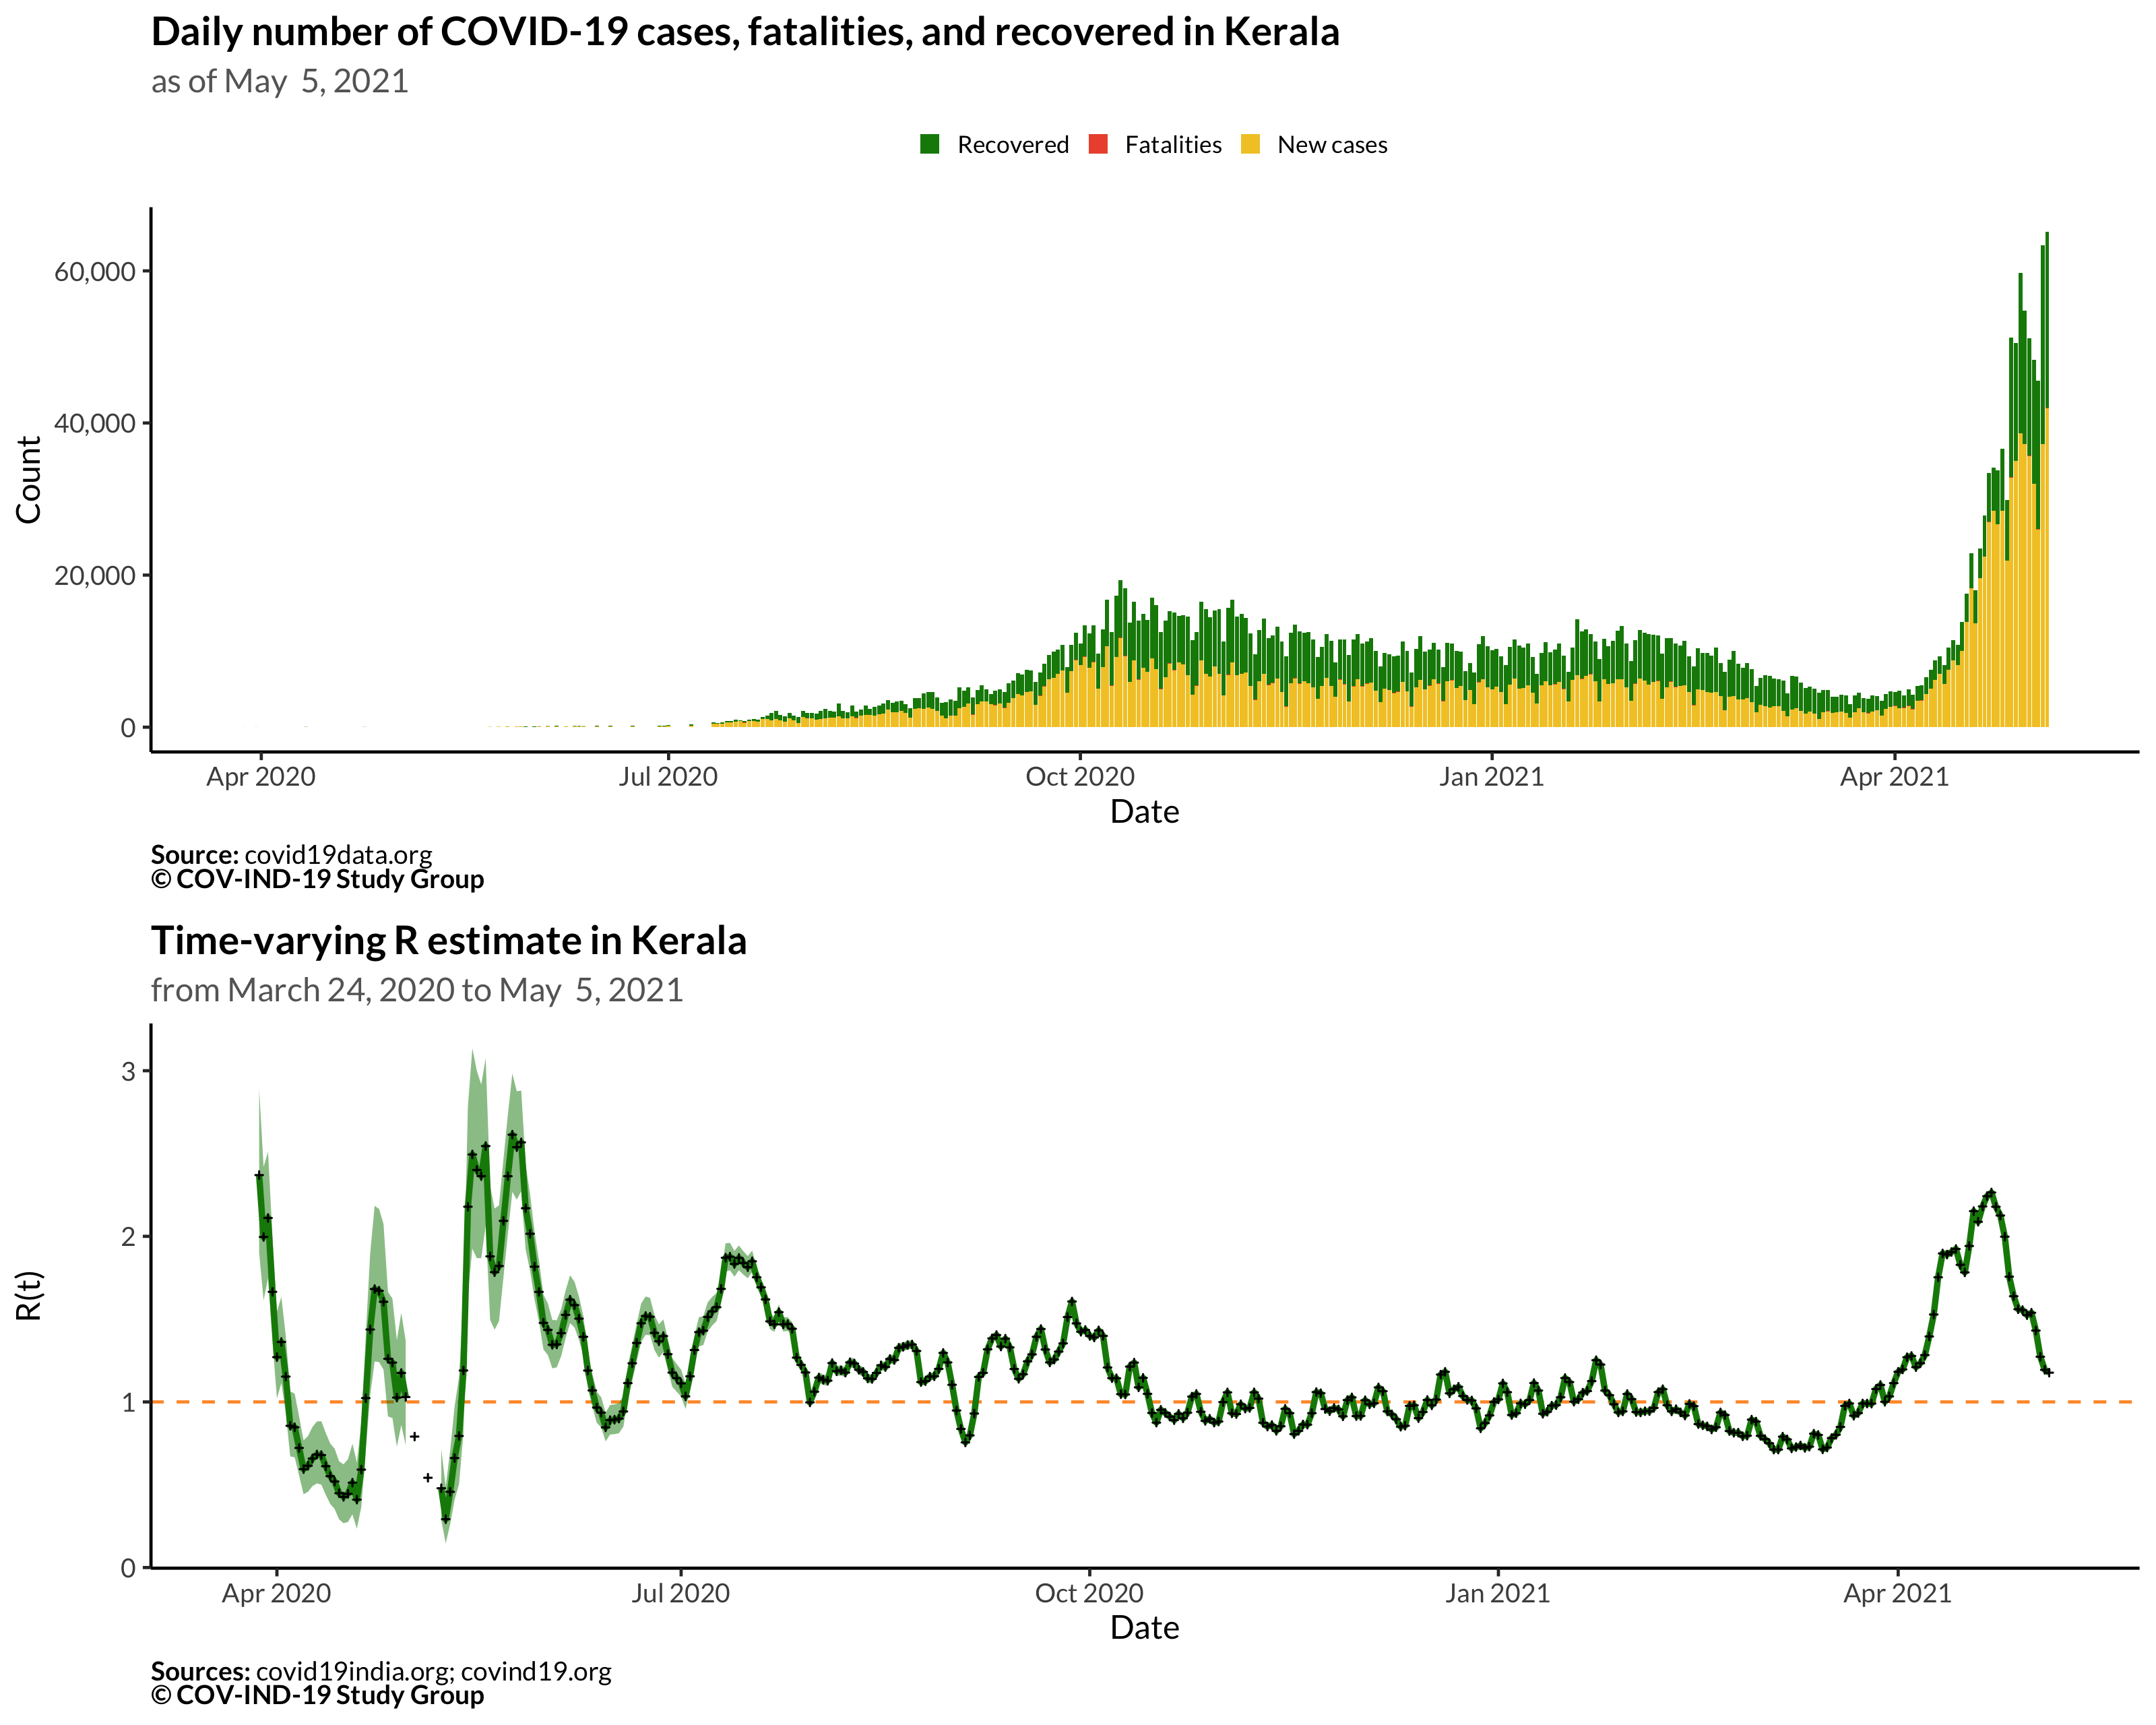 Daily number of COVID-19 cases, fatalities, and recovered in Kerala
as of May  5, 2021
Recovered Fatalities New cases
60,000
40,000
20,000
0
Count
Apr 2020 Jul 2020 Oct 2020 Jan 2021 Apr 2021
Date
Source: covid19data.org
© COV-IND-19 Study Group
Time-varying R estimate in Kerala
from March 24, 2020 to May  5, 2021
3
2
1
0
R(t)
Apr 2020 Jul 2020 Oct 2020 Jan 2021 Apr 2021
Date
Sources: covid19india.org; covind19.org
© COV-IND-19 Study Group